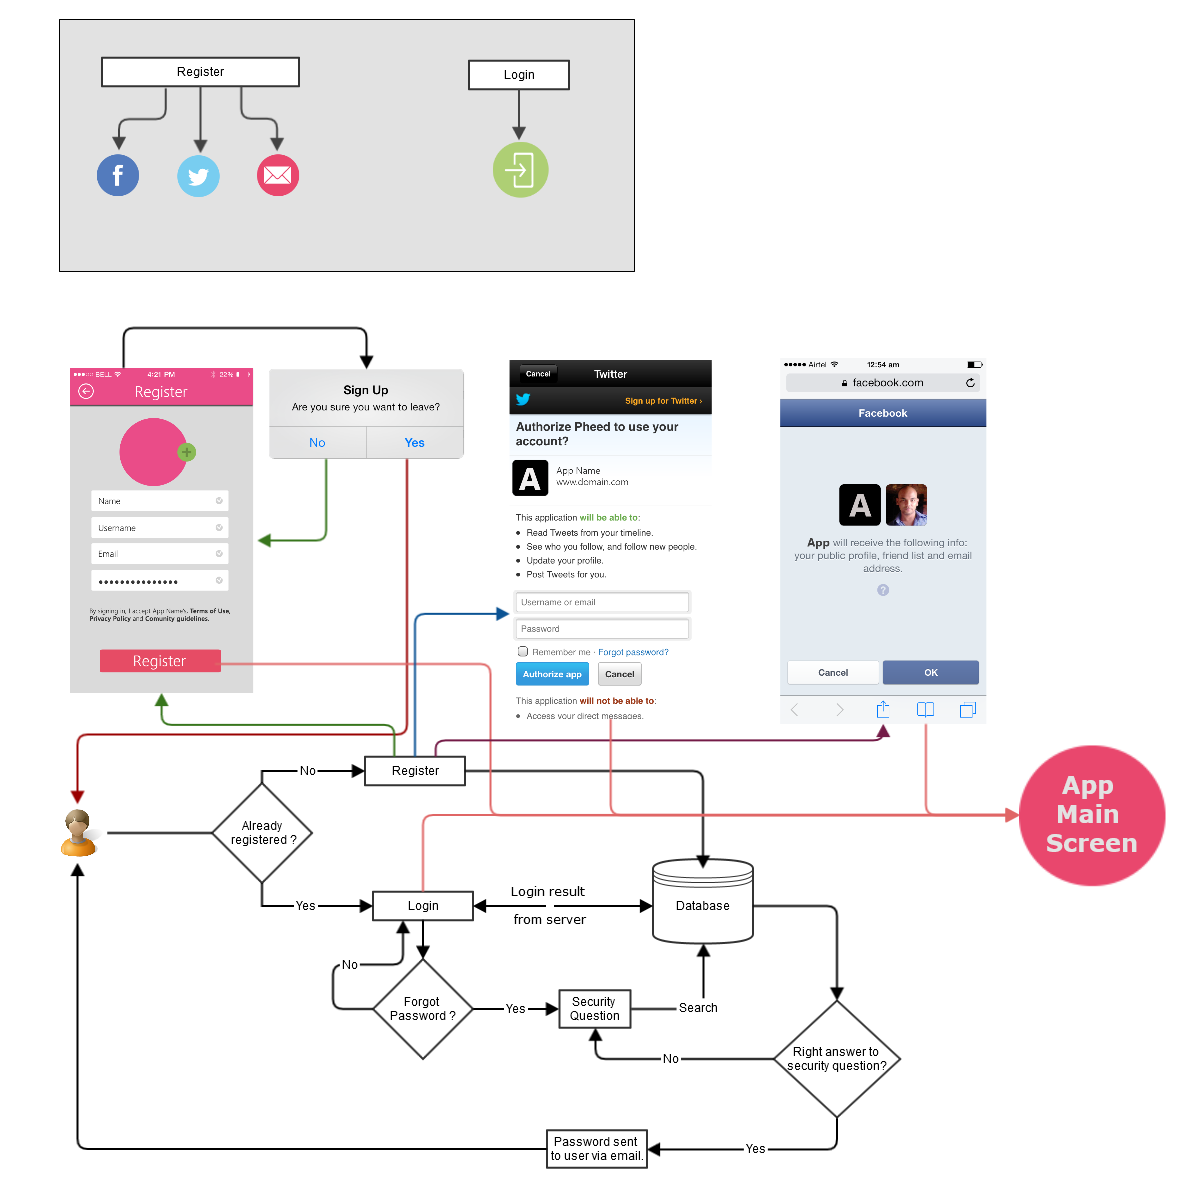 Register
Login
f
BELL
4:21 PM
22%
Register
Name
Username
Email
By signing in, I accept App Name's. Terms of Use,
Privacy Policy and Comunity guidelines.
Register
Sign Up
Are you sure you want to leave?
No
Yes
Cancel
Twitter
Sign up for Twitter ›
Authorize Pheed to use your
account?
A
App Name
www.domain.com
This application will be able to:
• Read Tweets from your timeline.
• See who you follow, and follow new people.
• Update your profile.
• Post Tweets for you.
Username or email
Password
Remember me · Forgot password?
Authorize app
Cancel
This application will not be able to:
• Access your direct messages.
Airtel
12:54 am
facebook.com
Facebook
A
App will receive the following info:
your public profile, friend list and email
address.
?
Cancel
OK
No
Register
Already
registered ?
Yes
Login
Login result
from server
Database
App
Main
Screen
No
Forgot
Password ?
Yes
Security
Question
Search
No
Right answer to
security question?
Yes
Password sent
to user via email.